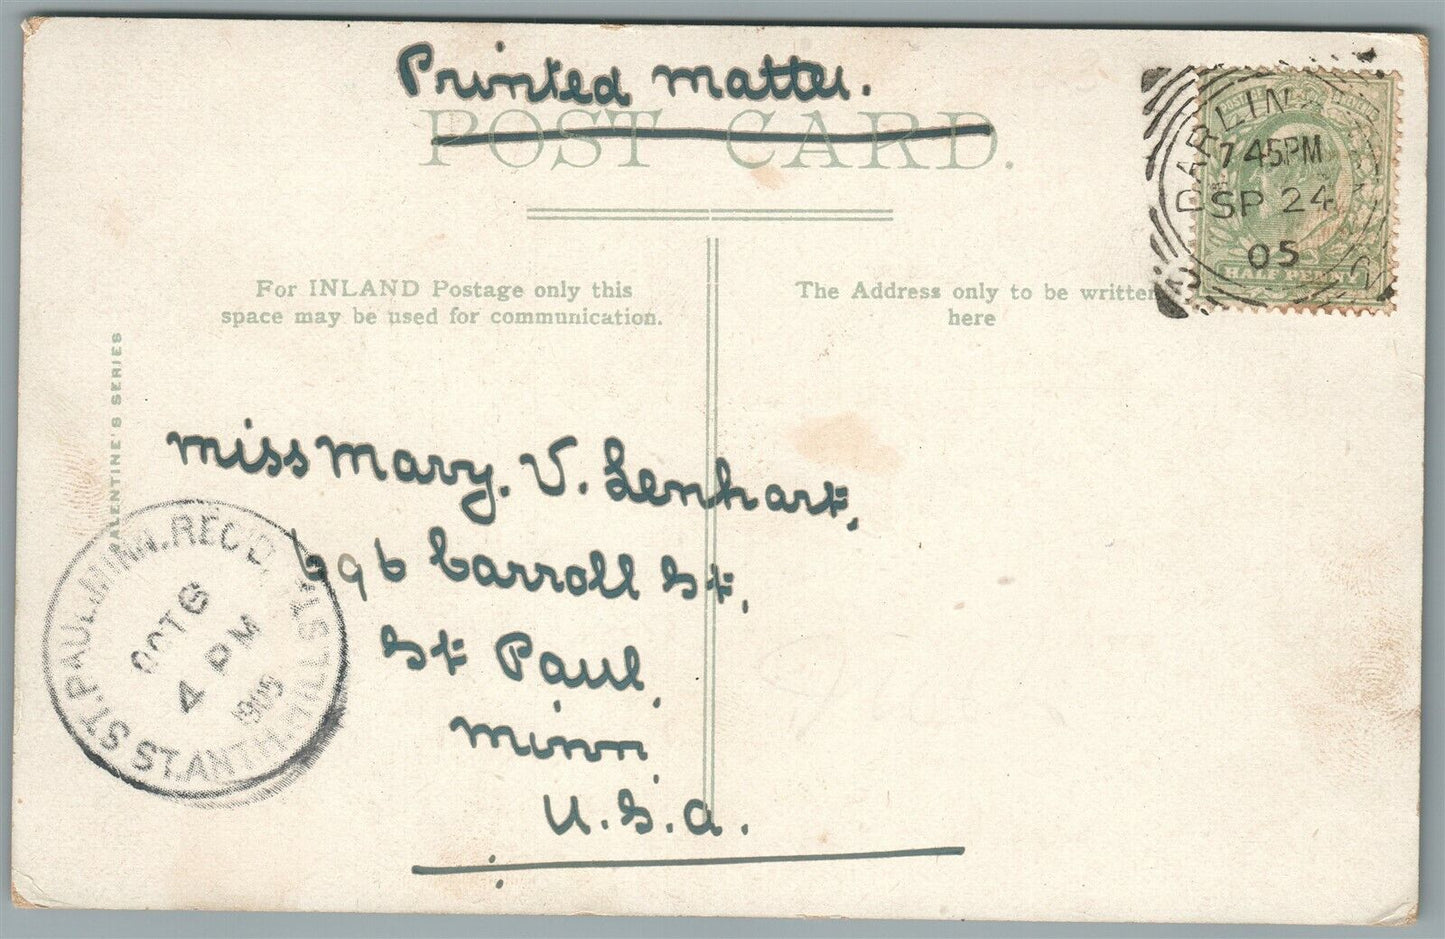 Printed matter.
POST CARD.
DARLINGTON
7 45PM
SP 24
05
HALF PENNY
For INLAND Postage only this
space may be used for communication.
The Address only to be written
here
VALENTINE'S SERIES
Miss Mary. V. Lenhart,
696 Carroll St,
St Paul,
Minn,
U.S.A.
ST. PAUL, MINN. REC'D.
OCT 6
4 PM
1905
ST. ANTH. HILL STA.